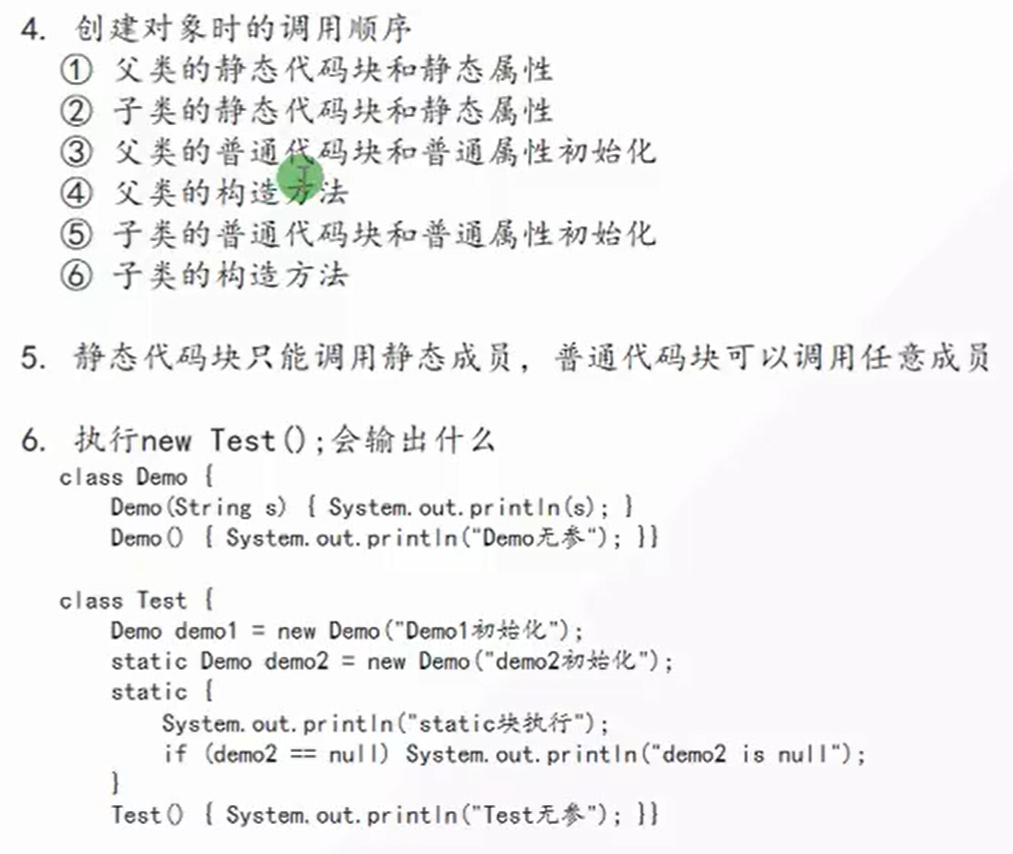 4. 创建对象时的调用顺序
① 父类的静态代码块和静态属性
② 子类的静态代码块和静态属性
③ 父类的普通代码块和普通属性初始化
④ 父类的构造方法
⑤ 子类的普通代码块和普通属性初始化
⑥ 子类的构造方法
5. 静态代码块只能调用静态成员，普通代码块可以调用任意成员
6. 执行new Test();会输出什么
class Demo {
    Demo(String s) { System.out.println(s); }
    Demo() { System.out.println("Demo无参"); }}
class Test {
    Demo demo1 = new Demo("Demo1初始化");
    static Demo demo2 = new Demo("demo2初始化");
    static {
        System.out.println("static块执行");
        if (demo2 == null) System.out.println("demo2 is null");
    }
    Test() { System.out.println("Test无参"); }}